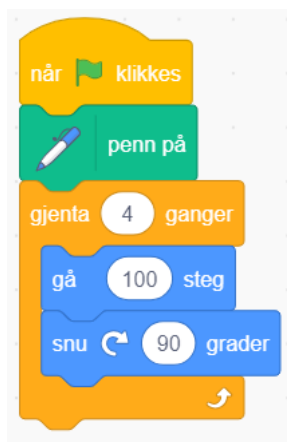 når klikkes
penn på
gjenta 4 ganger
gå 100 steg
snu 90 grader